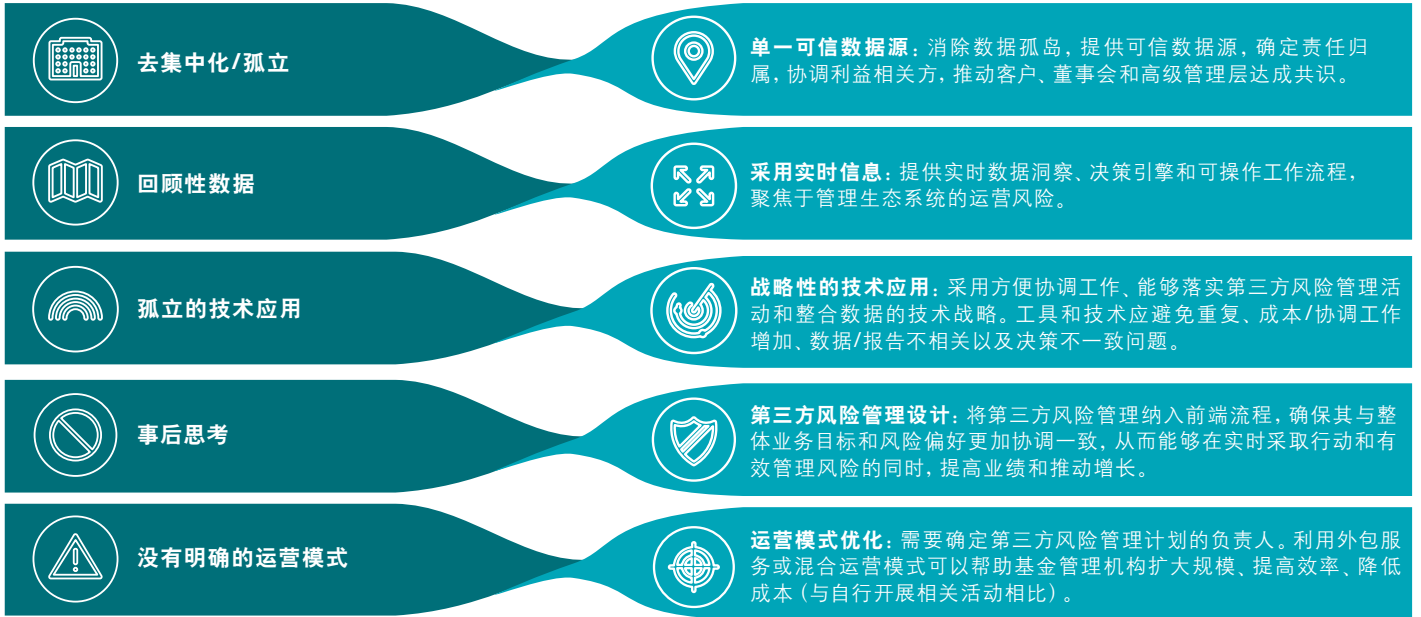 去集中化/孤立
单一可信数据源：消除数据孤岛，提供可信数据源，确定责任归
属，协调利益相关方，推动客户、董事会和高级管理层达成共识。
回顾性数据
采用实时信息：提供实时数据洞察、决策引擎和可操作工作流程，
聚焦于管理生态系统的运营风险。
孤立的技术应用
战略性的技术应用：采用方便协调工作、能够落实第三方风险管理活
动和整合数据的技术战略。工具和技术应避免重复、成本/协调工作
增加、数据/报告不相关以及决策不一致问题。
事后思考
第三方风险管理设计：将第三方风险管理纳入前端流程，确保其与整
体业务目标和风险偏好更加协调一致，从而能够在实时采取行动和有
效管理风险的同时，提高业绩和推动增长。
没有明确的运营模式
运营模式优化：需要确定第三方风险管理计划的负责人。利用外包服
务或混合运营模式可以帮助基金管理机构扩大规模、提高效率、降低
成本（与自行开展相关活动相比）。